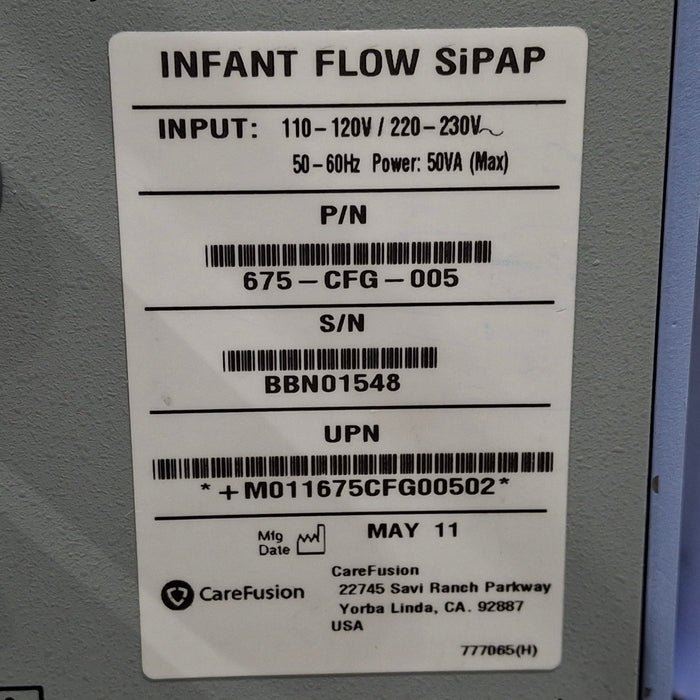 INFANT FLOW SiPAP
INPUT: 110-120V / 220-230V~
50-60Hz Power: 50VA (Max)
P/N
675-CFG-005
S/N
BBN01548
UPN
*+M011675CFG00502*
Mfg Date MAY 11
CareFusion
CareFusion
22745 Savi Ranch Parkway
Yorba Linda, CA. 92887
USA
777065(H)